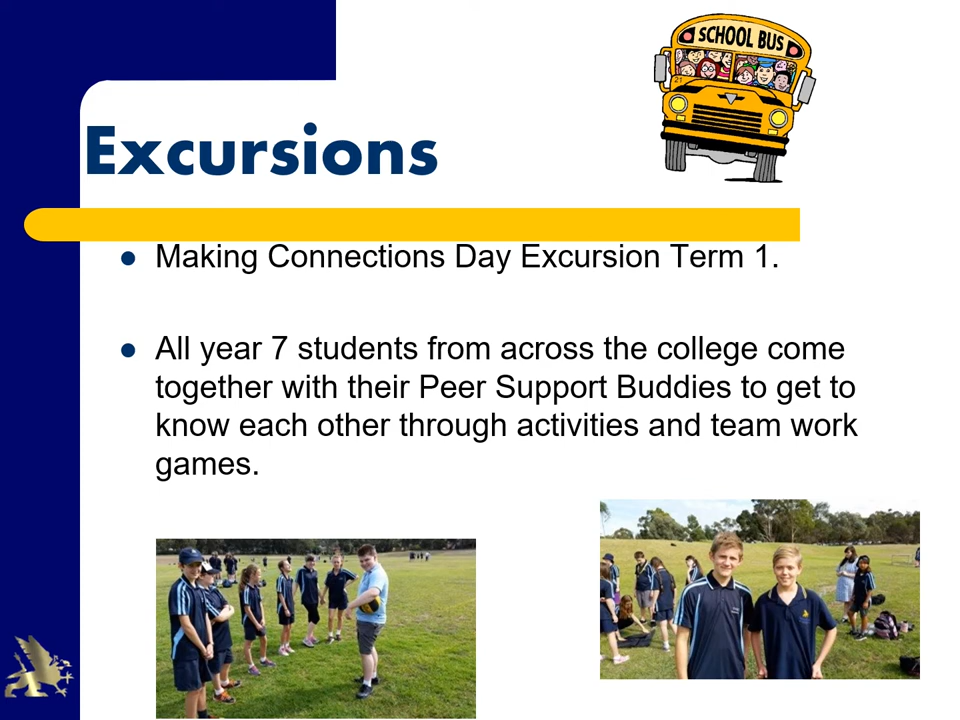 SCHOOL BUS
21
Excursions
Making Connections Day Excursion Term 1.
All year 7 students from across the college come
together with their Peer Support Buddies to get to
know each other through activities and team work
games.